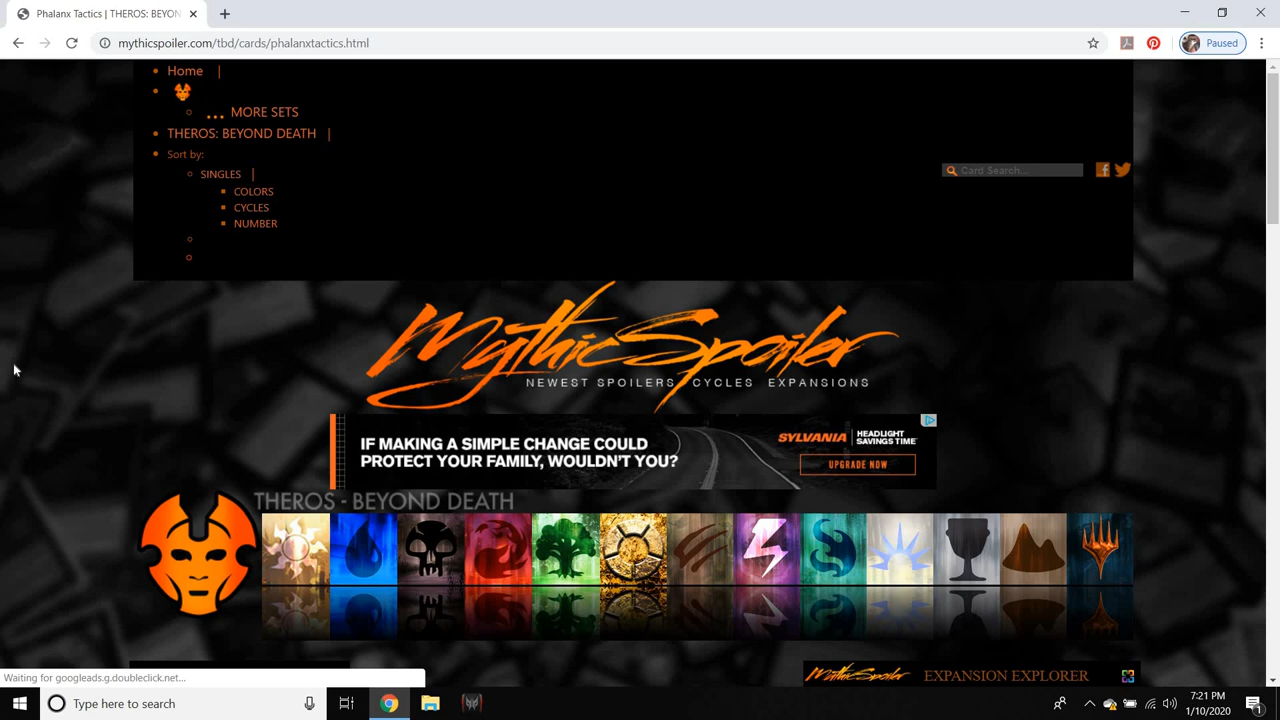 Phalanx Tactics | THEROS: BEYON
mythicspoiler.com/tbd/cards/phalanxtactics.html
Paused
Home |
... MORE SETS
THEROS: BEYOND DEATH |
Sort by:
SINGLES |
COLORS
CYCLES
NUMBER
Card Search...
MythicSpoiler
NEWEST SPOILERS CYCLES EXPANSIONS
IF MAKING A SIMPLE CHANGE COULD
PROTECT YOUR FAMILY, WOULDN'T YOU?
SYLVANIA | HEADLIGHT
SAVINGS TIME
UPGRADE NOW
THEROS - BEYOND DEATH
MythicSpoiler EXPANSION EXPLORER
Waiting for googleads.g.doubleclick.net...
Type here to search
7:21 PM
1/10/2020
1